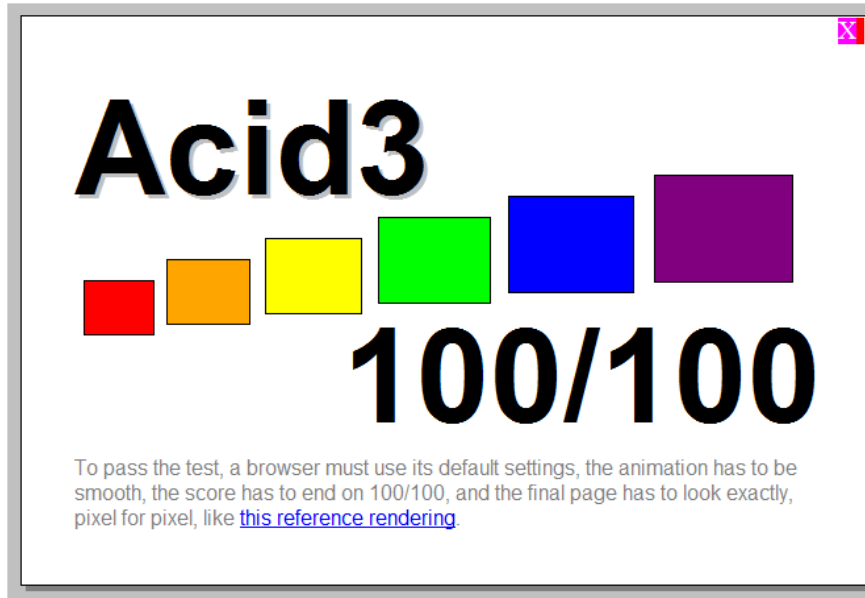 X
Acid3
100/100
To pass the test, a browser must use its default settings, the animation has to be
smooth, the score has to end on 100/100, and the final page has to look exactly,
pixel for pixel, like this reference rendering.